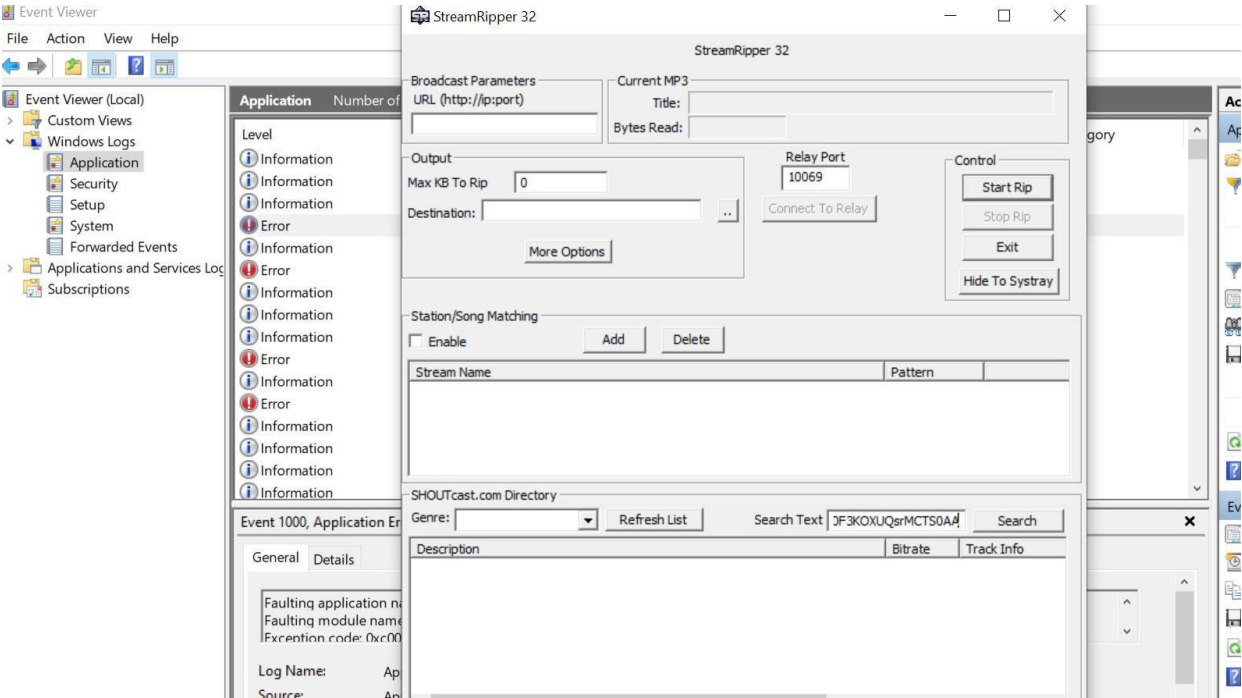 Event Viewer
File Action View Help
Event Viewer (Local)
Custom Views
Windows Logs
Application
Security
Setup
System
Forwarded Events
Applications and Services Log
Subscriptions
Application Number of
Level
gory
Information
Information
Information
Error
Information
Error
Information
Information
Information
Error
Information
Error
Information
Information
Information
Information
Event 1000, Application Er
General Details
Faulting application na
Faulting module name
Exception code: 0xc00
Log Name: Ap
Source: Ap
StreamRipper 32
StreamRipper 32
Broadcast Parameters
URL (http://ip:port)
Current MP3
Title:
Bytes Read:
Output
Max KB To Rip 0
Destination: ..
More Options
Relay Port
10069
Connect To Relay
Control
Start Rip
Stop Rip
Exit
Hide To Systray
Station/Song Matching
Enable Add Delete
Stream Name Pattern
SHOUTcast.com Directory
Genre: Refresh List Search Text Search
Description Bitrate Track Info
Ac
Ap
Ev